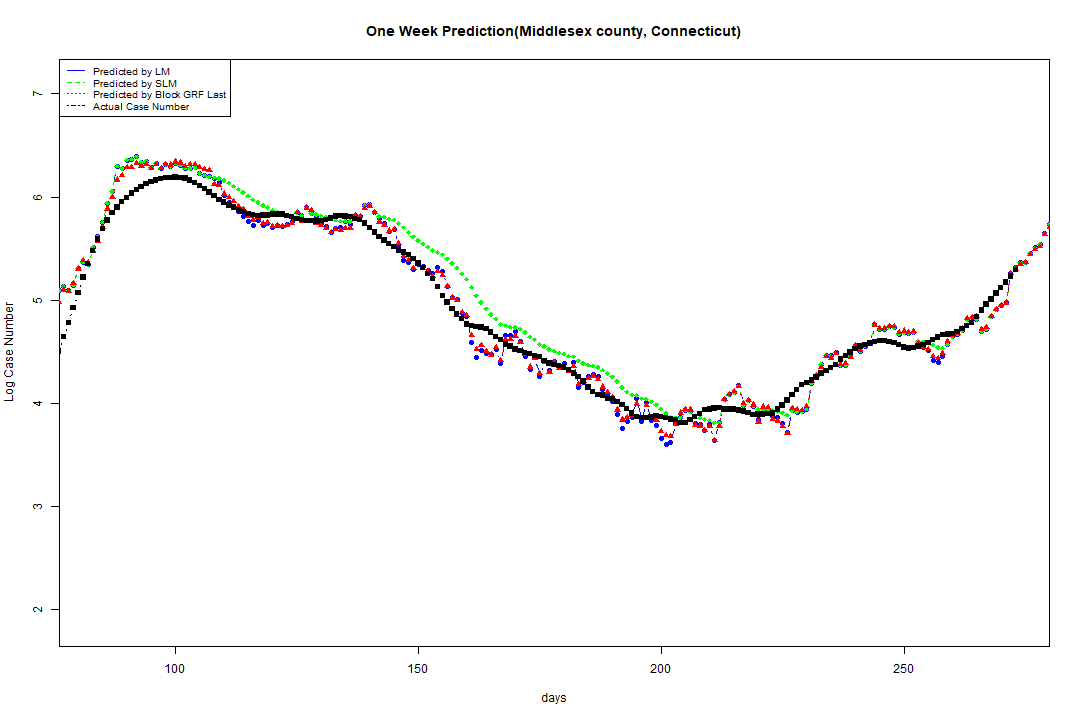 One Week Prediction(Middlesex county, Connecticut)
Predicted by LM
Predicted by SLM
Predicted by Block GRF Last
Actual Case Number
7
6
5
4
3
2
Log Case Number
100
150
200
250
days